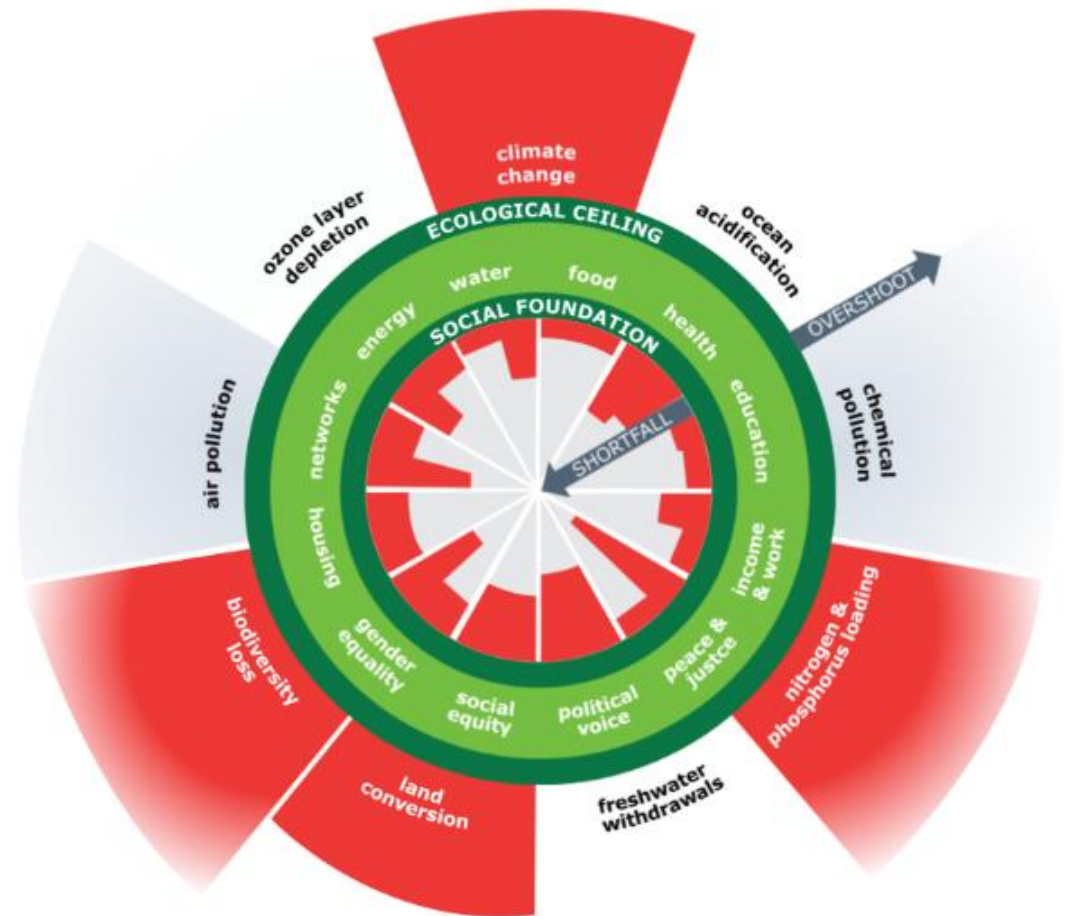 climate
change
ozone layer
depletion
ocean
acidification
ECOLOGICAL CEILING
OVERSHOOT
water
food
energy
health
SOCIAL FOUNDATION
networks
education
SHORTFALL
air pollution
chemical
pollution
housing
income
& work
gender
equality
peace &
justce
social
equity
political
voice
biodiversity
loss
nitrogen &
phosphorus loading
land
conversion
freshwater
withdrawals